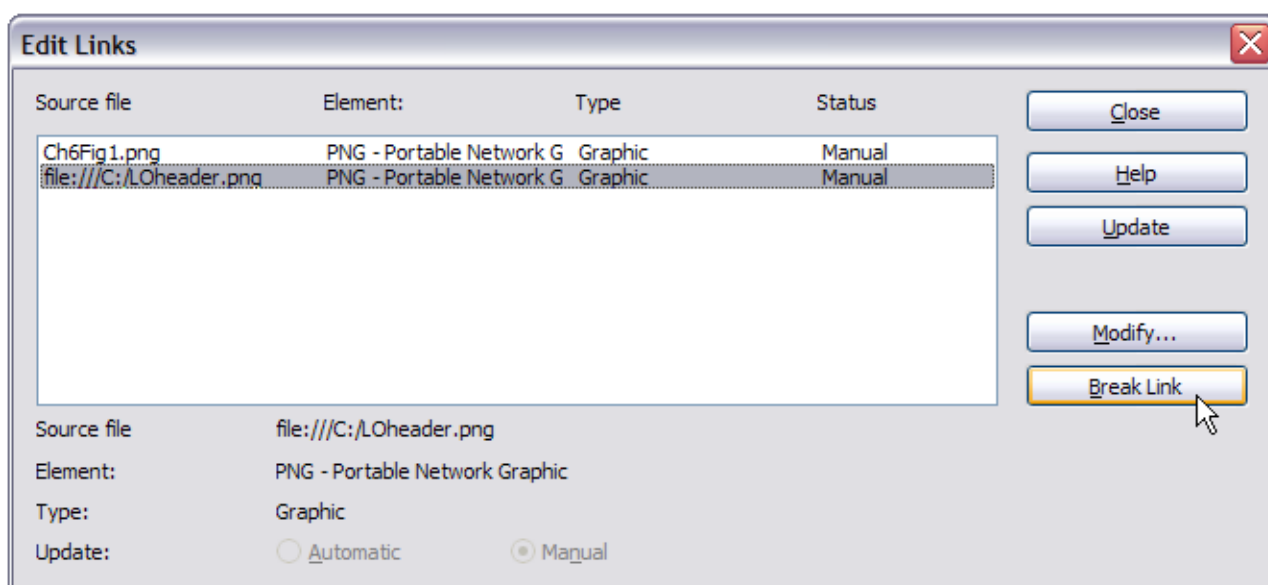 Edit Links
Source file Element: Type Status
Close
Ch6Fig1.png PNG - Portable Network G Graphic Manual
file:///C:/LOheader.png PNG - Portable Network G Graphic Manual
Help
Update
Modify...
Break Link
Source file file:///C:/LOheader.png
Element: PNG - Portable Network Graphic
Type: Graphic
Update: Automatic Manual